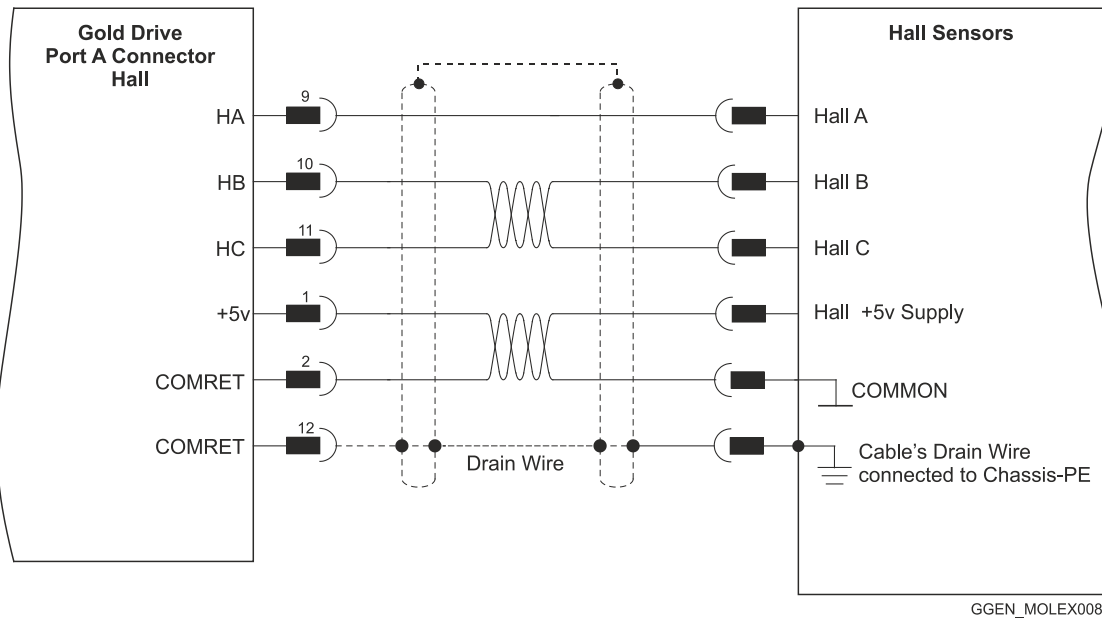 Gold Drive
Port A Connector
Hall
Hall Sensors
HA
9
Hall A
HB
10
Hall B
HC
11
Hall C
+5v
1
Hall +5v Supply
COMRET
2
COMMON
COMRET
12
Drain Wire
Cable's Drain Wire
connected to Chassis-PE
GGEN_MOLEX008